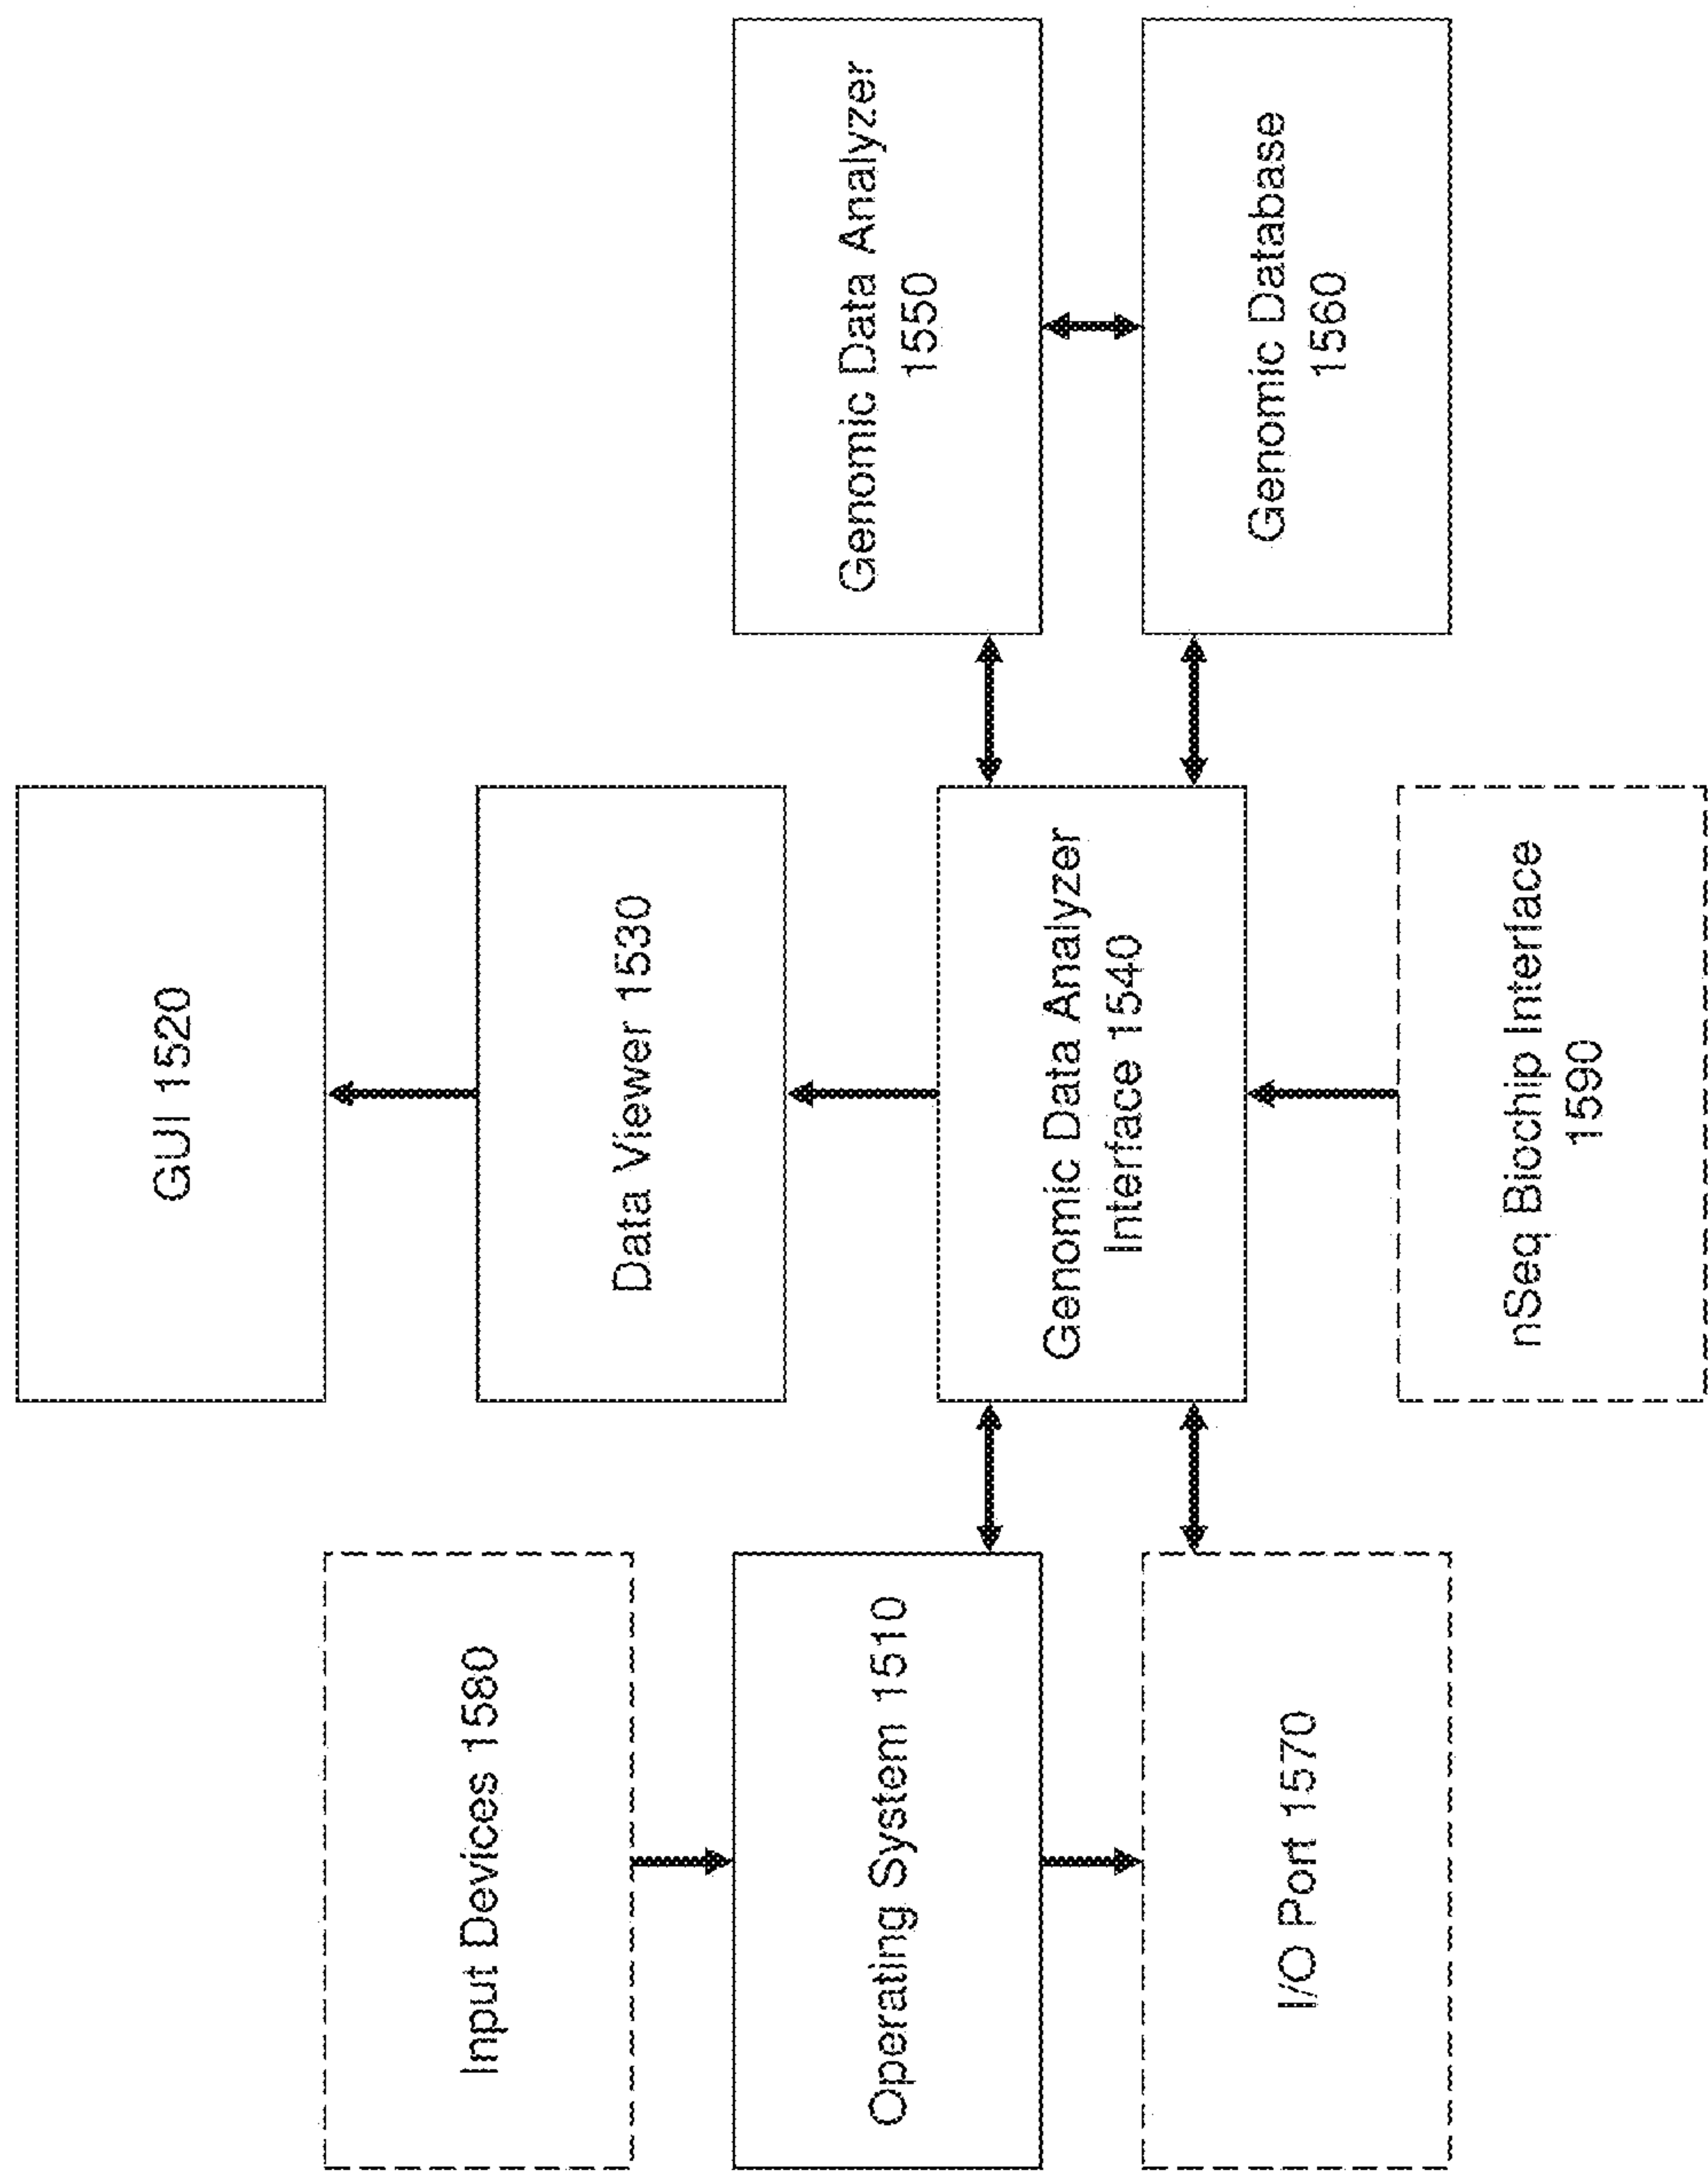 GUI 1520
Input Devices 1580
Data Viewer 1530
Genomic Data Analyzer
1550
Operating System 1510
Genomic Data Analyzer
Interface 1540
Genomic Database
1560
I/O Port 1570
nSeq Biochip Interface
1590